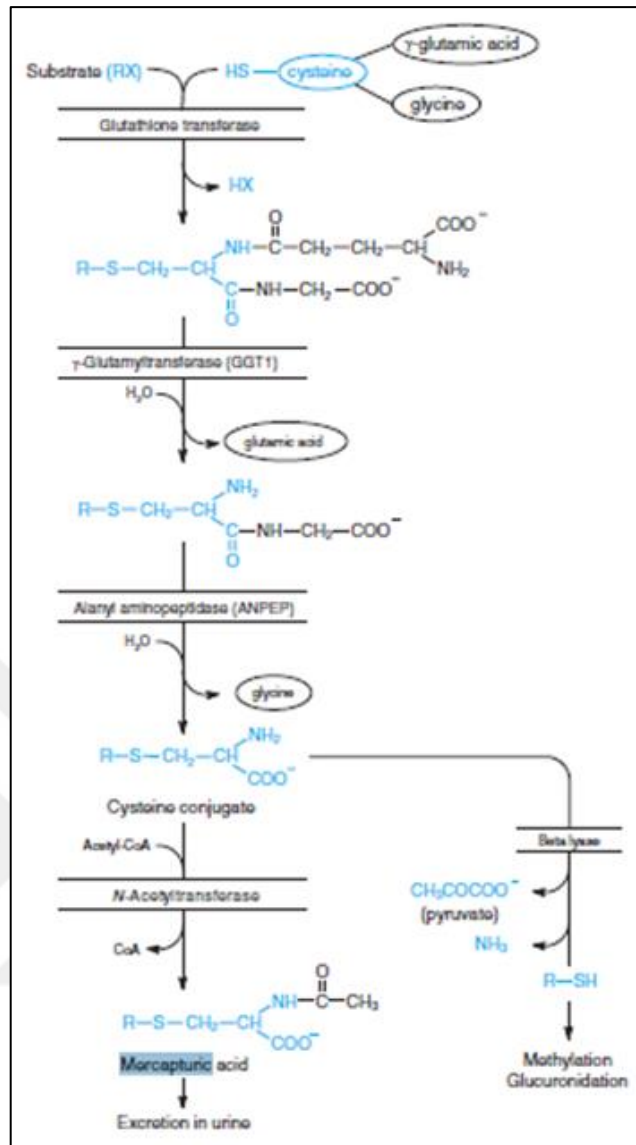 γ-glutamic acid
Substrate (RX) HS—cysteine
glycine
Glutathione transferase
HX
O COO⁻
NH—C—CH₂—CH₂—CH
R—S—CH₂—CH NH₂
C—NH—CH₂—COO⁻
O
γ-Glutamyltransferase (GGT1)
H₂O
glutamic acid
NH₂
R—S—CH₂—CH
C—NH—CH₂—COO⁻
O
Alanyl aminopeptidase (ANPEP)
H₂O
glycine
NH₂
R—S—CH₂—CH
COO⁻
Cysteine conjugate
Beta lyase
Acetyl-CoA
N-Acetyltransferase
CH₃COCOO⁻
(pyruvate)
CoA
NH₃
O
NH—C—CH₃
R—SH
R—S—CH₂—CH
COO⁻
Mercapturic acid
Methylation
Glucuronidation
Excretion in urine